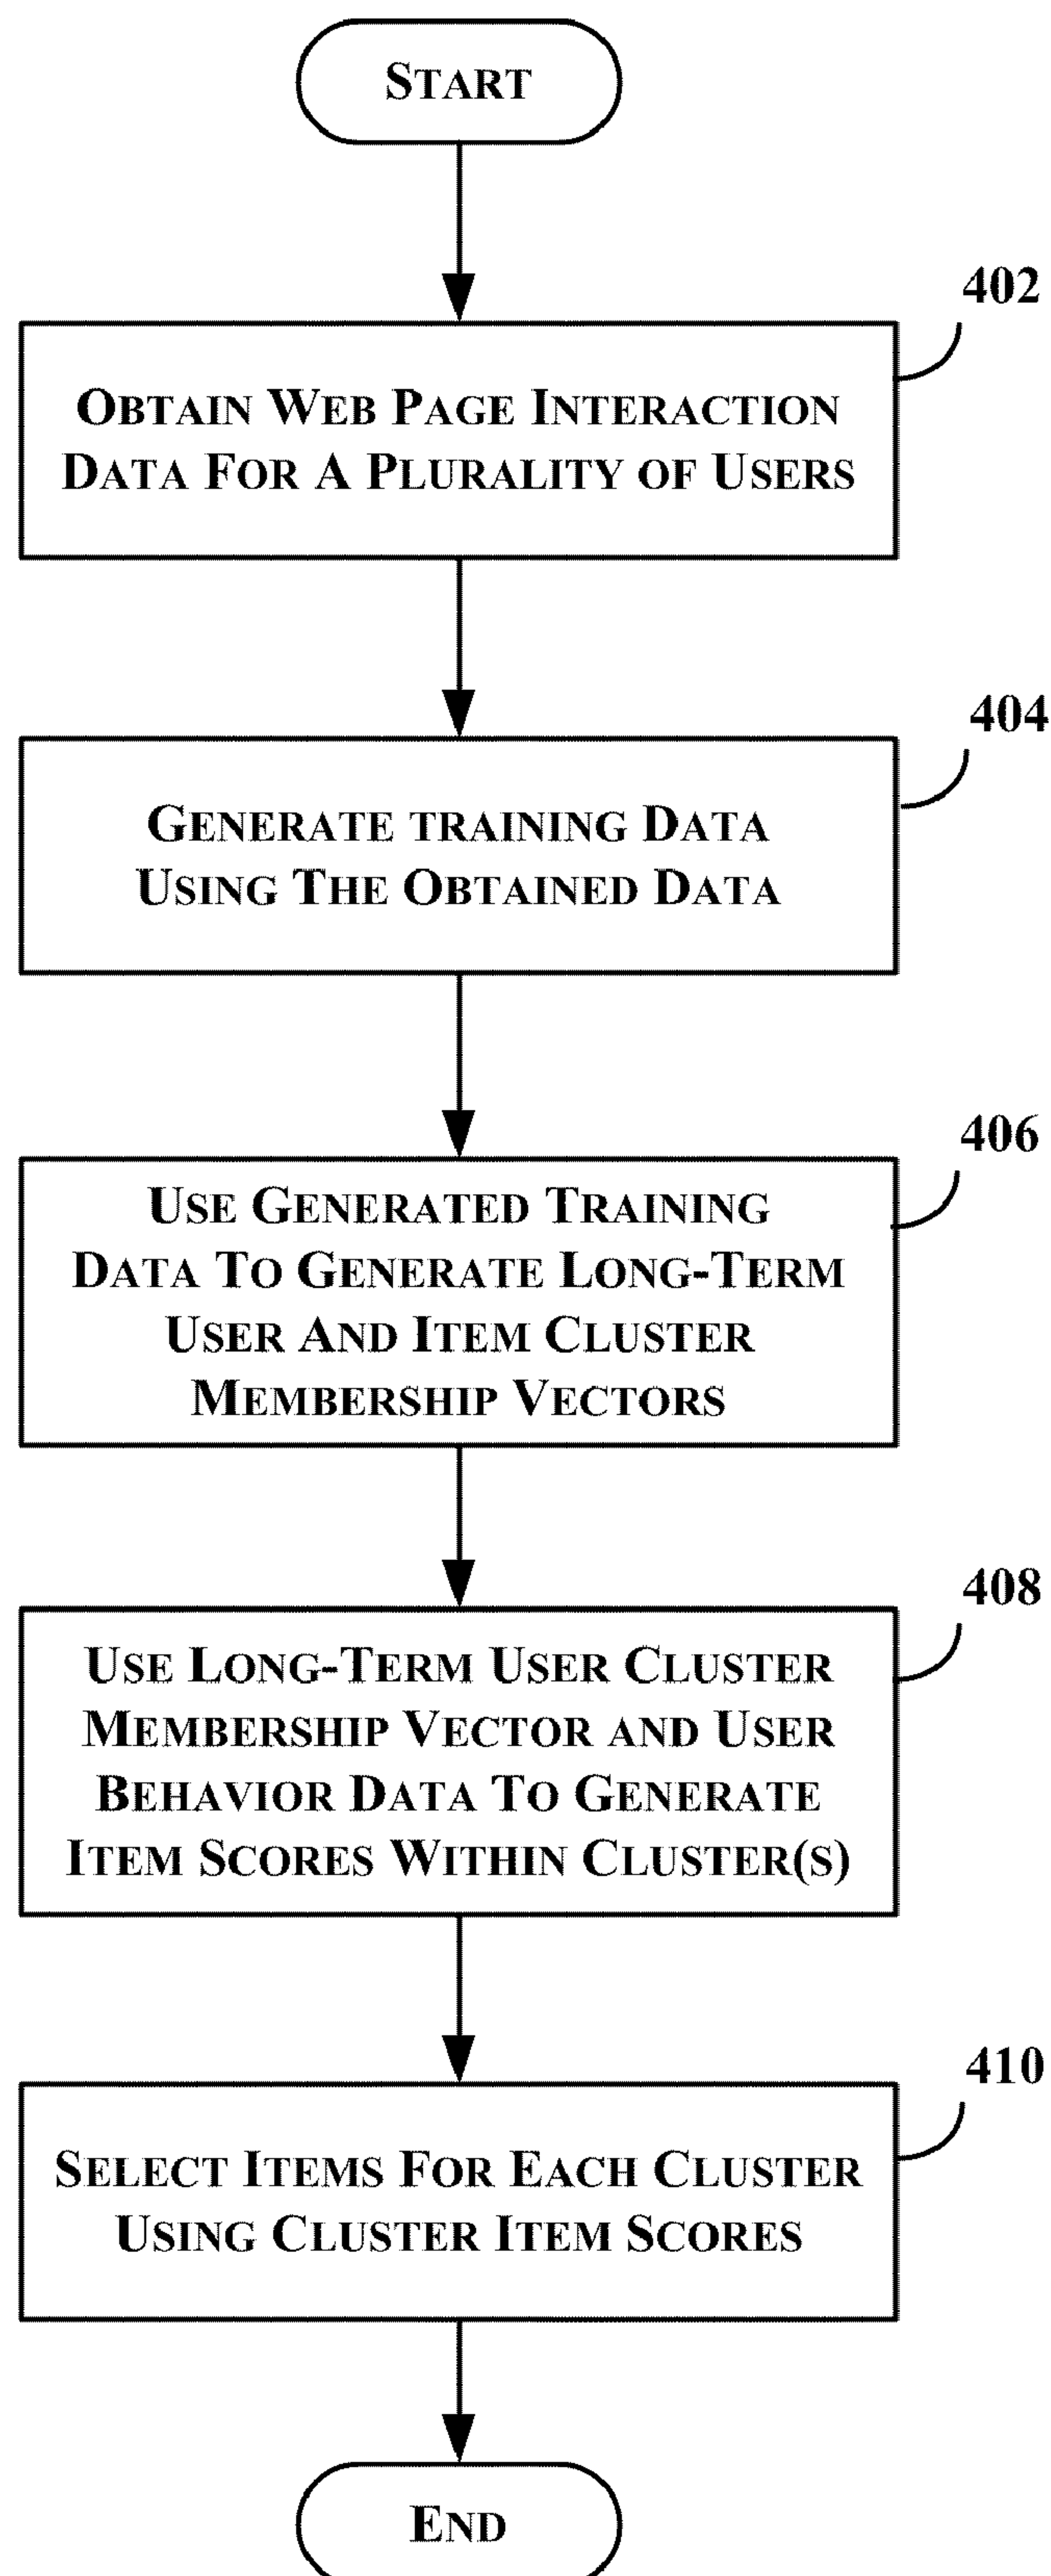 START
402
OBTAIN WEB PAGE INTERACTION
DATA FOR A PLURALITY OF USERS
404
GENERATE TRAINING DATA
USING THE OBTAINED DATA
406
USE GENERATED TRAINING
DATA TO GENERATE LONG-TERM
USER AND ITEM CLUSTER
MEMBERSHIP VECTORS
408
USE LONG-TERM USER CLUSTER
MEMBERSHIP VECTOR AND USER
BEHAVIOR DATA TO GENERATE
ITEM SCORES WITHIN CLUSTER(S)
410
SELECT ITEMS FOR EACH CLUSTER
USING CLUSTER ITEM SCORES
END